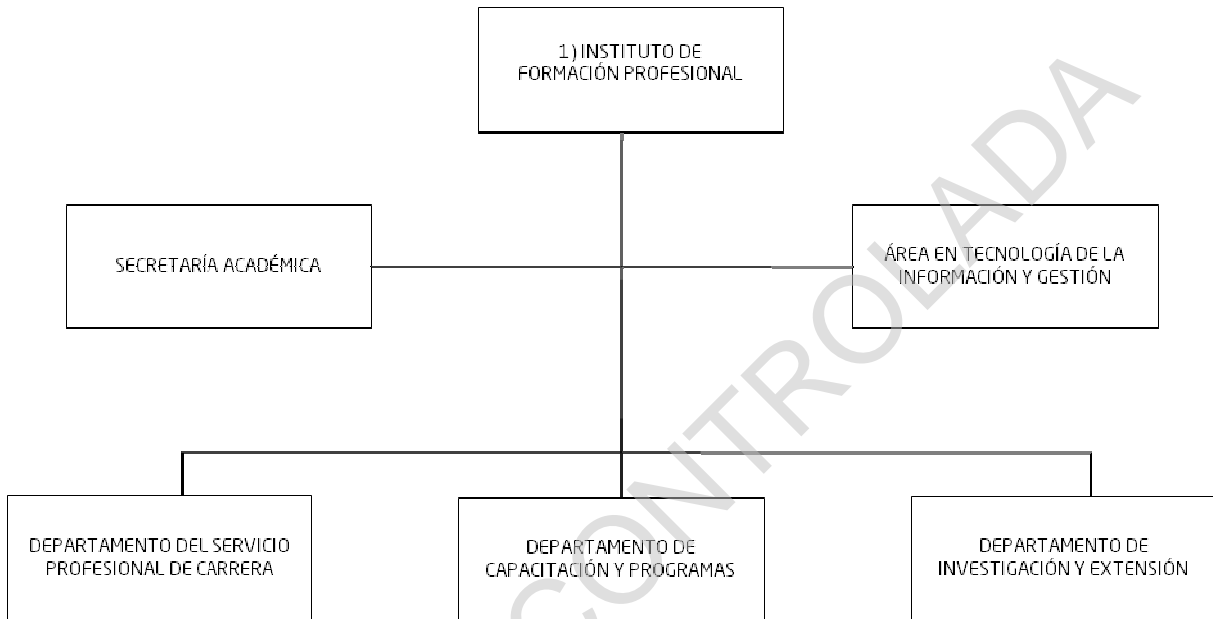 1) INSTITUTO DE
FORMACIÓN PROFESIONAL
SECRETARÍA ACADÉMICA
ÁREA EN TECNOLOGÍA DE LA
INFORMACIÓN Y GESTIÓN
DEPARTAMENTO DEL SERVICIO
PROFESIONAL DE CARRERA
DEPARTAMENTO DE
CAPACITACIÓN Y PROGRAMAS
DEPARTAMENTO DE
INVESTIGACIÓN Y EXTENSIÓN
CONTROLADA